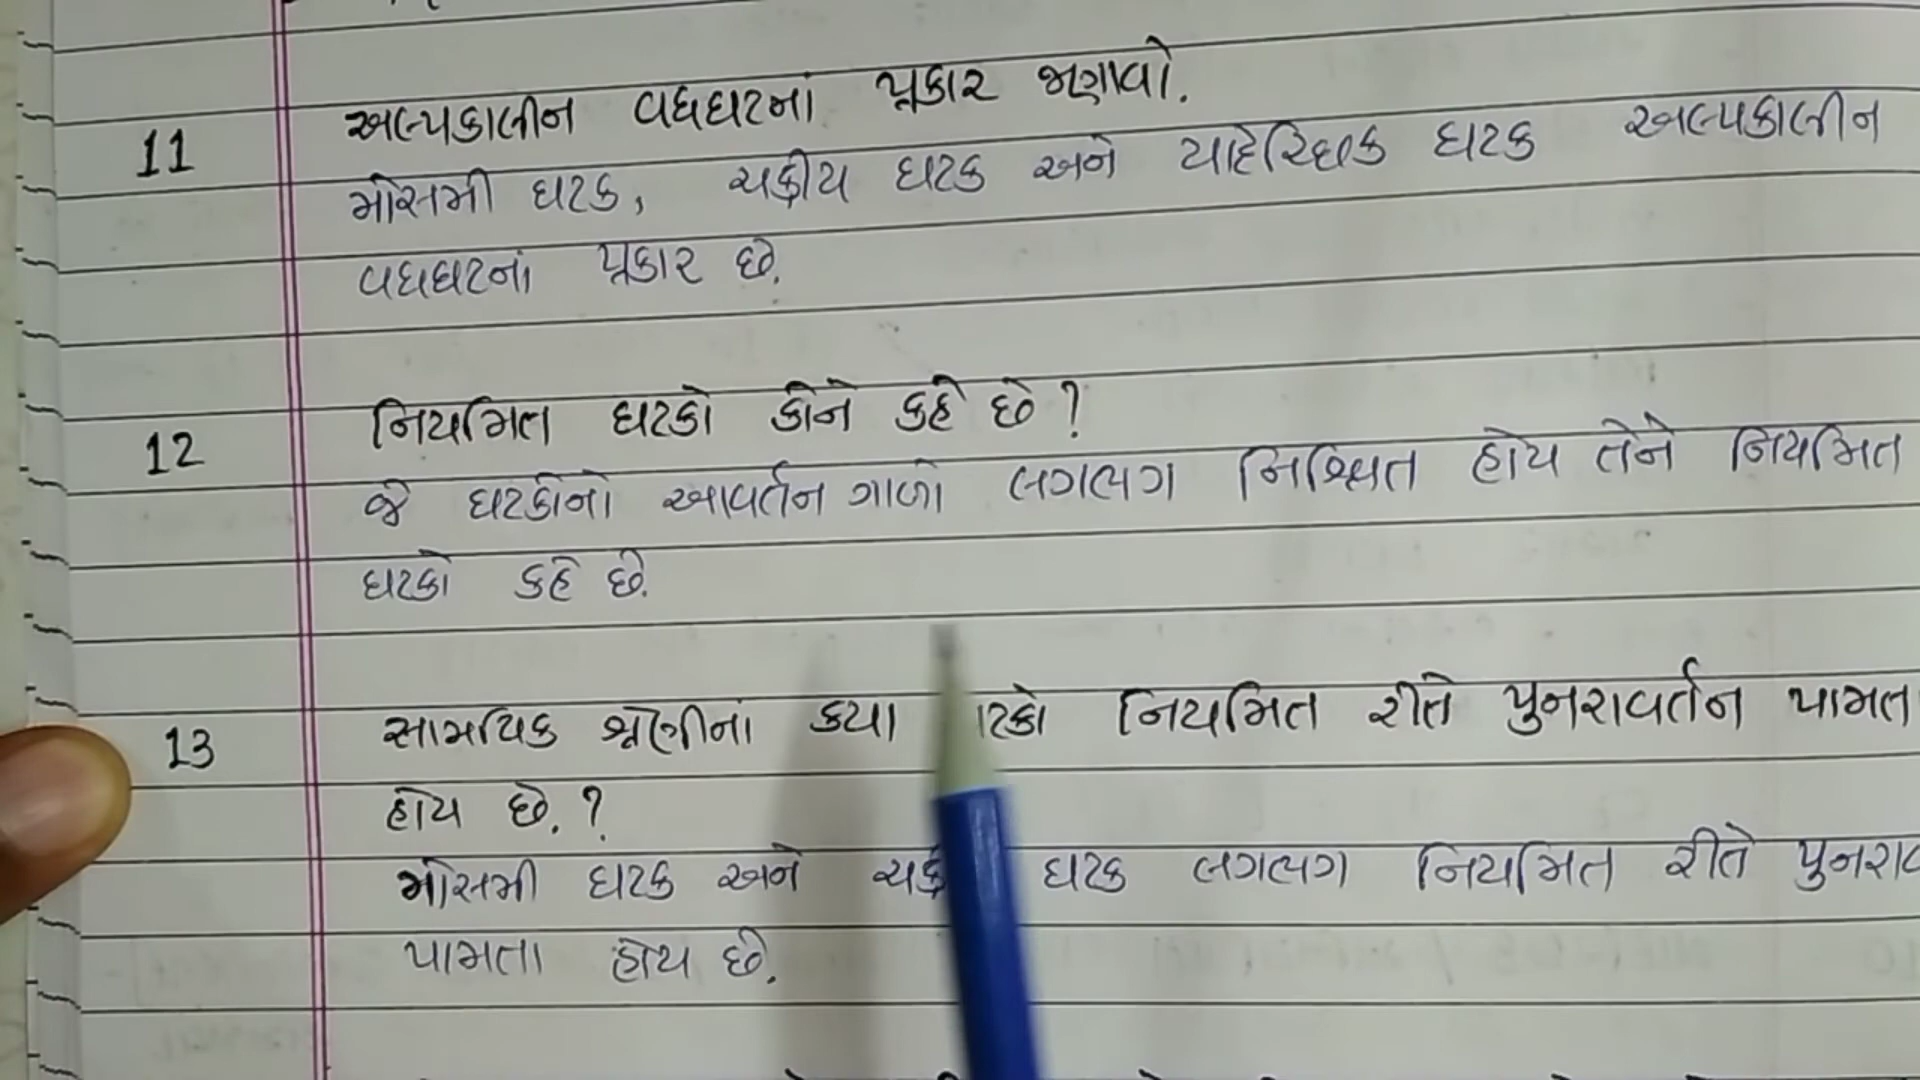 11 અલ્પકાલીન વધઘટનાં પ્રકાર જણાવો.
મોસમી ઘટક, ચક્રીય ઘટક અને યાદૃચ્છિક ઘટક અલ્પકાલીન
વધઘટનાં પ્રકાર છે.
12 નિયમિત ઘટકો કોને કહે છે ?
જે ઘટકોનો આવર્તન ગાળો લગભગ નિશ્ચિત હોય તેને નિયમિત
ઘટકો કહે છે.
13 સામયિક શ્રેણીનાં કયા નિયમિત રીતે પુનરાવર્તન પામત
હોય છે. ?
મોસમી ઘટક અને ઘટક લગભગ નિયમિત રીતે પુનરાવ
પામતા હોય છે.